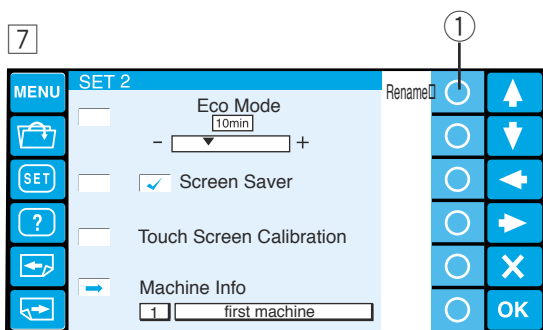 7
1
MENU
SET 2
Rename
Eco Mode
10min
- +
SET
Screen Saver
?
Touch Screen Calibration
Machine Info
1 first machine
OK